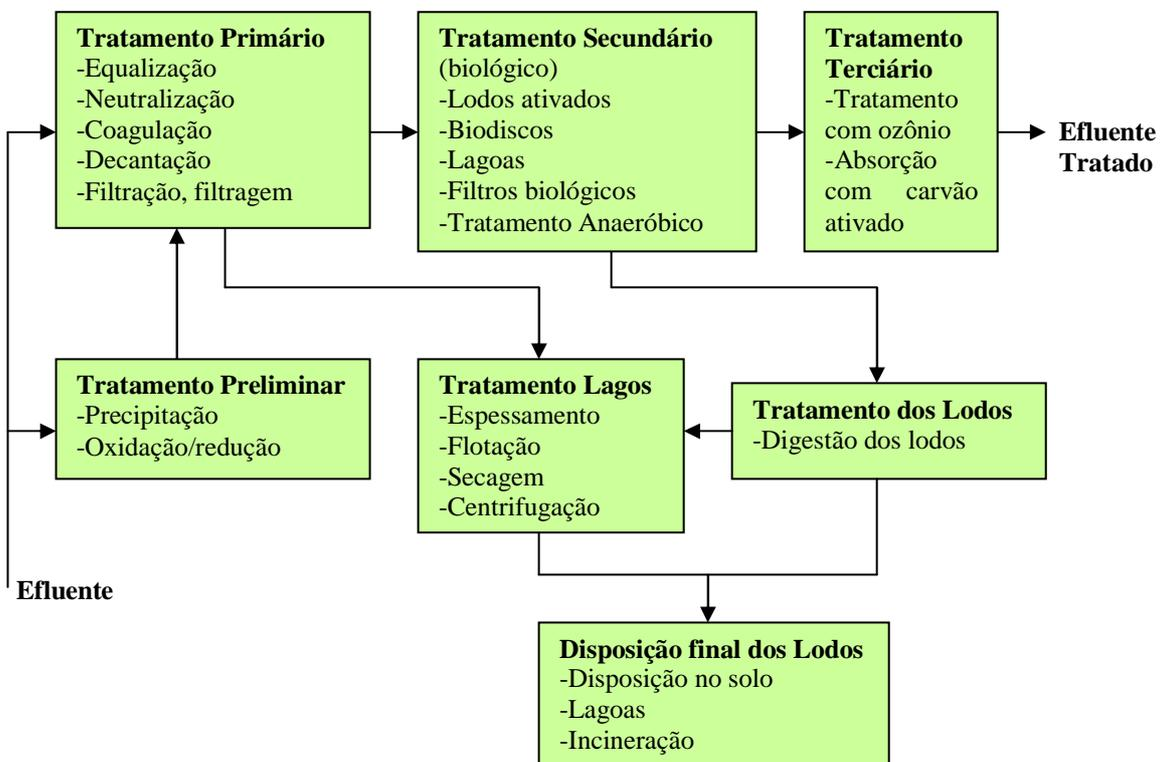 Tratamento Primário
-Equalização
-Neutralização
-Coagulação
-Decantação
-Filtração, filtragem
Tratamento Secundário
(biológico)
-Lodos ativados
-Biodiscos
-Lagoas
-Filtros biológicos
-Tratamento Anaeróbico
Tratamento
Terciário
-Tratamento
com ozônio
-Absorção
com carvão
ativado
Efluente
Tratado
Tratamento Preliminar
-Precipitação
-Oxidação/redução
Tratamento Lagos
-Espessamento
-Flotação
-Secagem
-Centrifugação
Tratamento dos Lodos
-Digestão dos lodos
Efluente
Disposição final dos Lodos
-Disposição no solo
-Lagoas
-Incineração